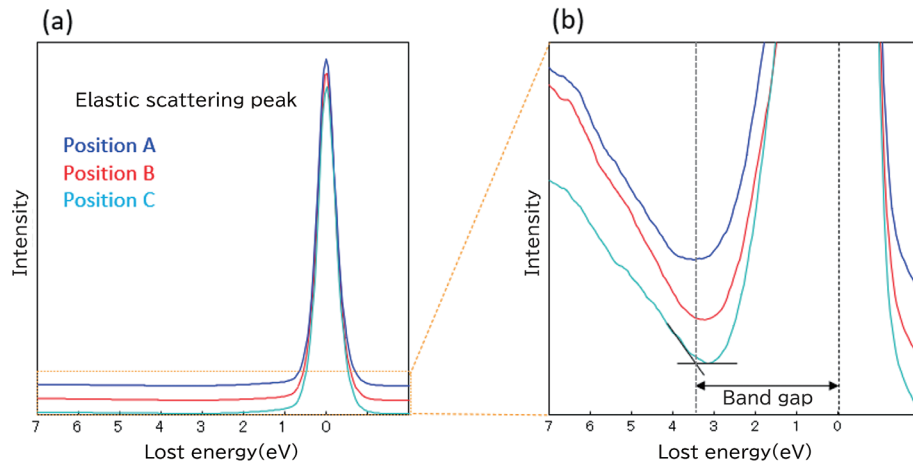 (a)
Elastic scattering peak
Position A
Position B
Position C
Intensity
7 6 5 4 3 2 1 0
Lost energy(eV)
(b)
Intensity
Band gap
7 6 5 4 3 2 1 0
Lost energy(eV)